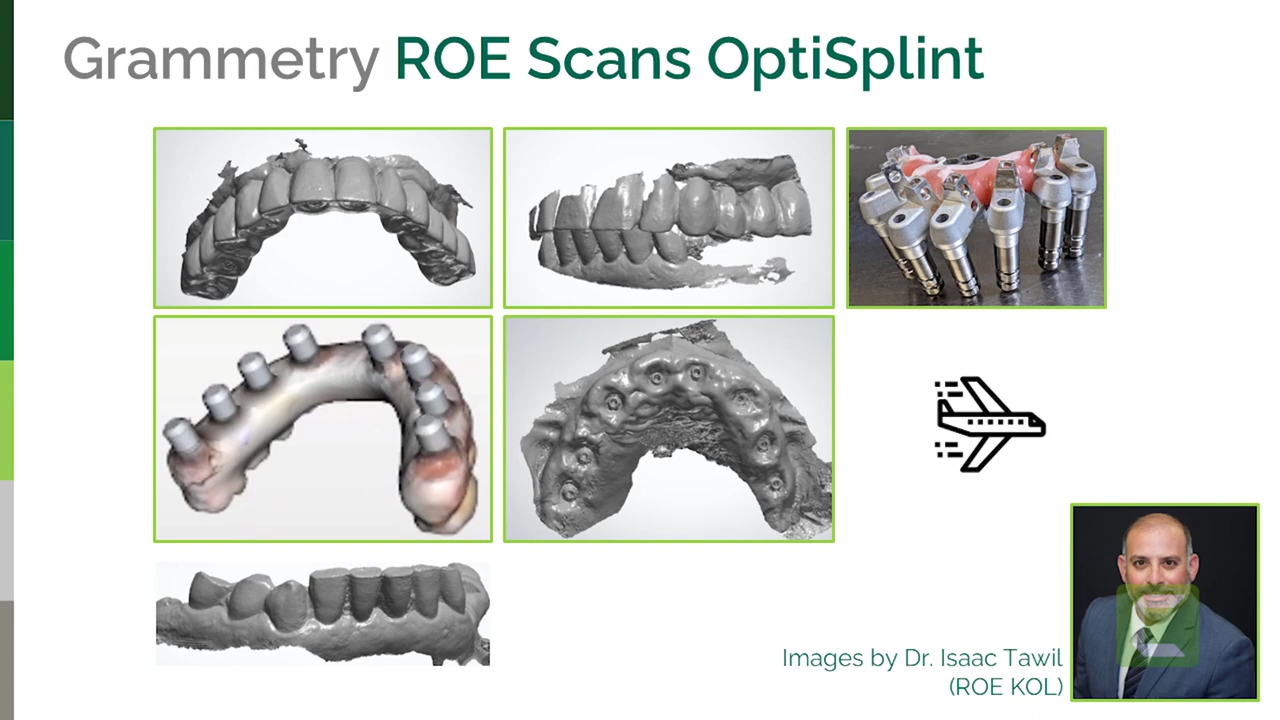 Grammetry ROE Scans OptiSplint
Images by Dr. Isaac Tawil
(ROE KOL)